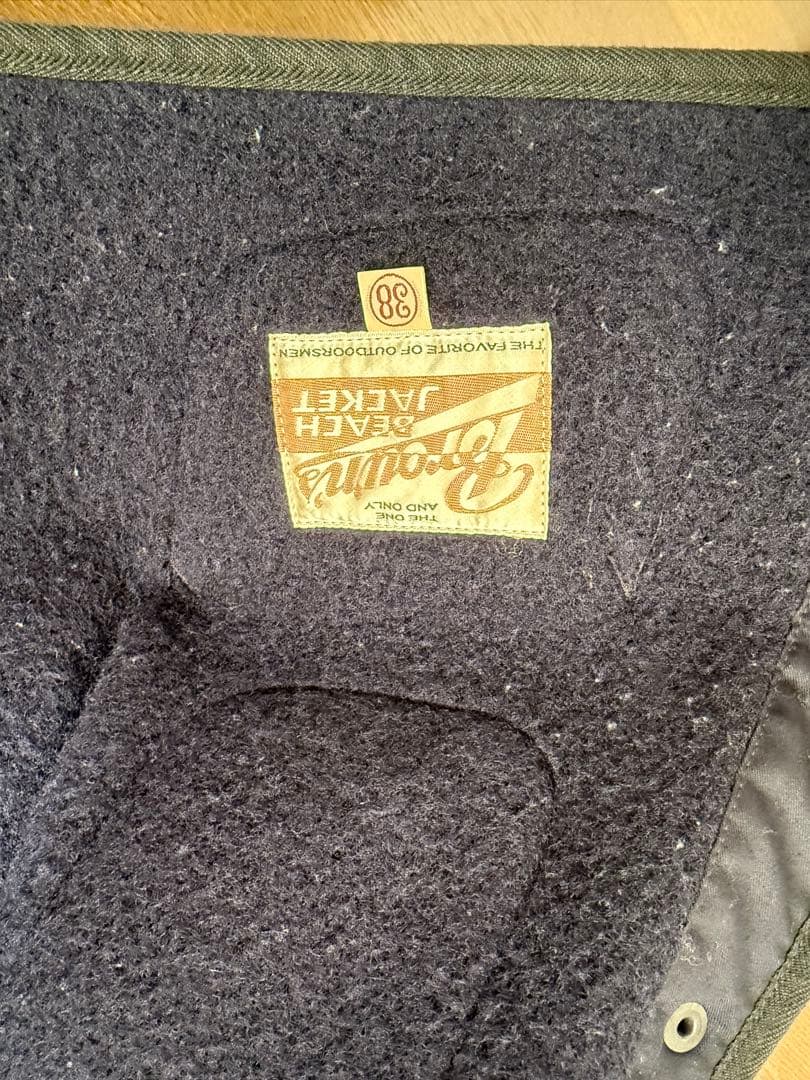 THE ONE
AND ONLY
Brown's
BEACH
JACKET
THE FAVORITE OF OUTDOORSMEN
38